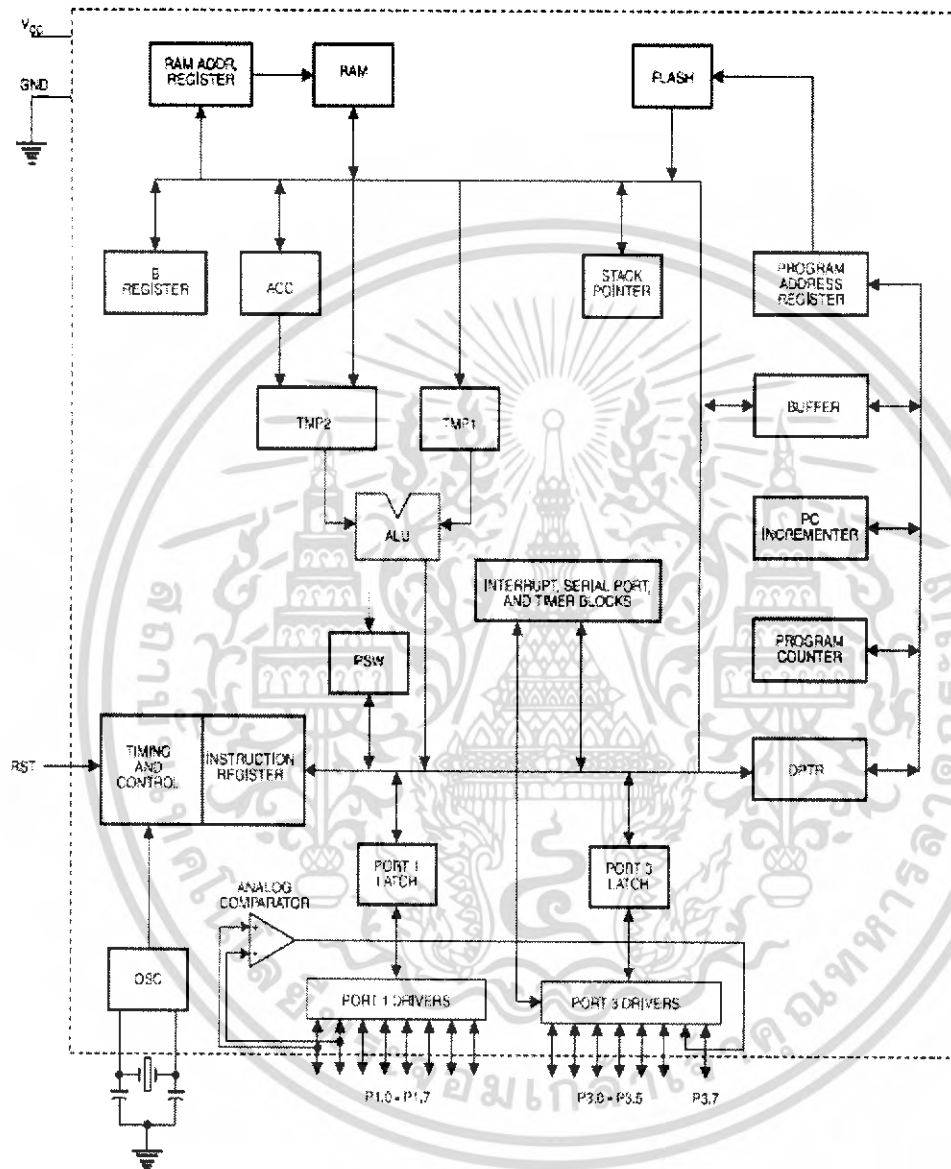 VCC
GND
RAM ADDR.
REGISTER
RAM
FLASH
B
REGISTER
ACC
STACK
POINTER
PROGRAM
ADDRESS
REGISTER
TMP2
TMP1
BUFFER
ALU
PC
INCREMENTER
INTERRUPT, SERIAL PORT,
AND TIMER BLOCKS
PSW
PROGRAM
COUNTER
RST
TIMING
AND
CONTROL
INSTRUCTION
REGISTER
DPTR
PORT 1
LATCH
PORT 3
LATCH
ANALOG
COMPARATOR
OSC
PORT 1 DRIVERS
PORT 3 DRIVERS
P1.0 - P1.7
P3.0 - P3.5
P3.7